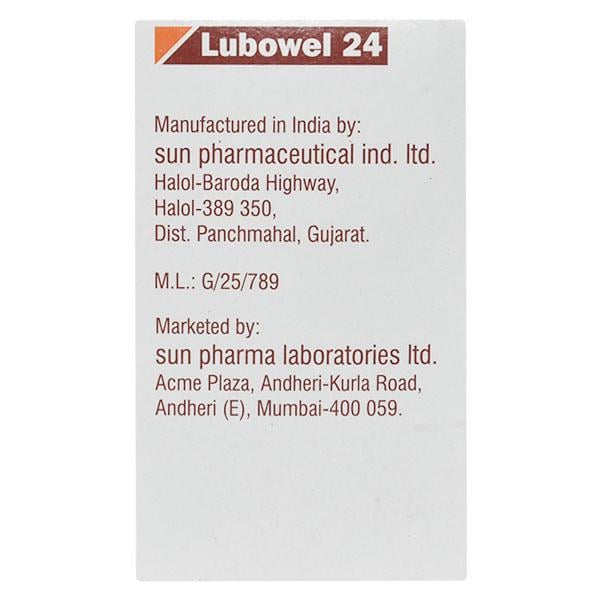 Lubowel 24
Manufactured in India by:
sun pharmaceutical ind. ltd.
Halol-Baroda Highway,
Halol-389 350,
Dist. Panchmahal, Gujarat.
M.L.: G/25/789
Marketed by:
sun pharma laboratories ltd.
Acme Plaza, Andheri-Kurla Road,
Andheri (E), Mumbai-400 059.